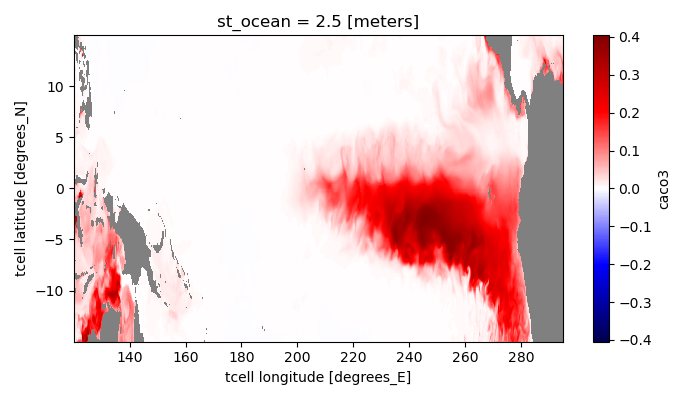 st_ocean = 2.5 [meters]
10
5
0
−5
−10
tcell latitude [degrees_N]
140 160 180 200 220 240 260 280
tcell longitude [degrees_E]
0.4
0.3
0.2
0.1
0.0
−0.1
−0.2
−0.3
−0.4
caco3